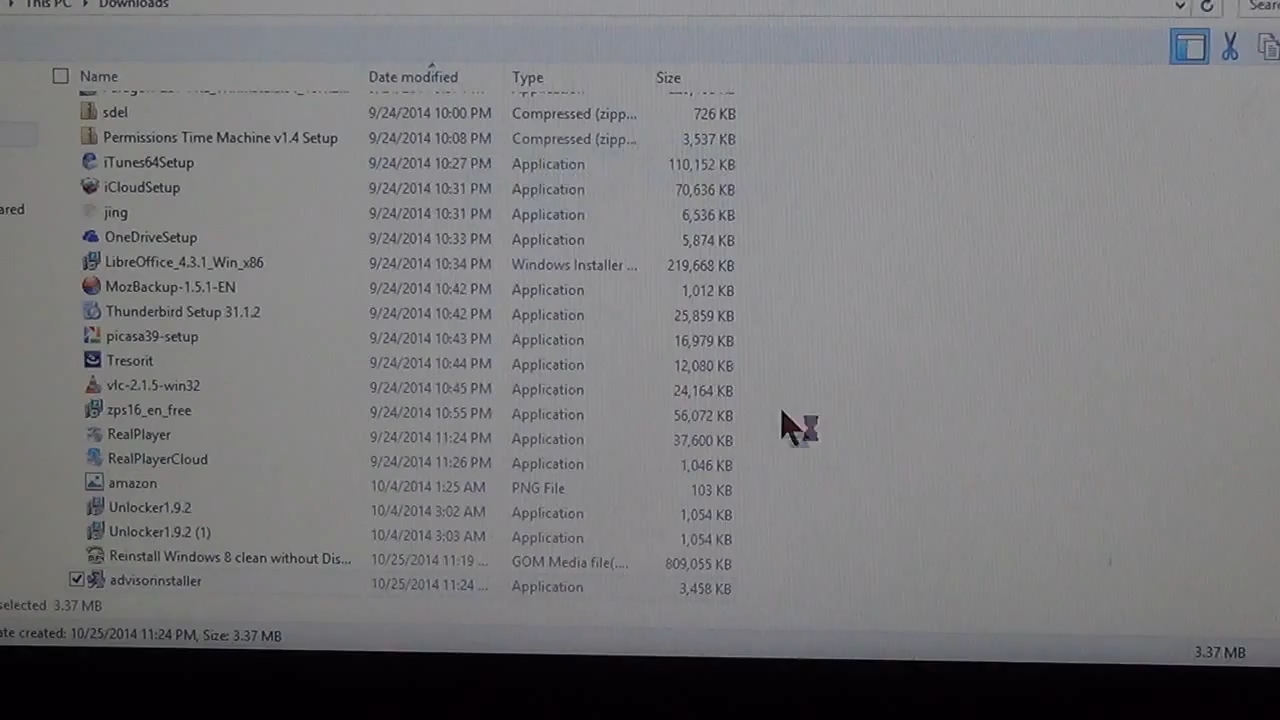 This PC Downloads
Name Date modified Type Size
sdel 9/24/2014 10:00 PM Compressed (zipp... 726 KB
Permissions Time Machine v1.4 Setup 9/24/2014 10:08 PM Compressed (zipp... 3,537 KB
iTunes64Setup 9/24/2014 10:27 PM Application 110,152 KB
iCloudSetup 9/24/2014 10:31 PM Application 70,636 KB
jing 9/24/2014 10:31 PM Application 6,536 KB
ared
OneDriveSetup 9/24/2014 10:33 PM Application 5,874 KB
LibreOffice_4.3.1_Win_x86 9/24/2014 10:34 PM Windows Installer ... 219,668 KB
MozBackup-1.5.1-EN 9/24/2014 10:42 PM Application 1,012 KB
Thunderbird Setup 31.1.2 9/24/2014 10:42 PM Application 25,859 KB
picasa39-setup 9/24/2014 10:43 PM Application 16,979 KB
Tresorit 9/24/2014 10:44 PM Application 12,080 KB
vlc-2.1.5-win32 9/24/2014 10:45 PM Application 24,164 KB
zps16_en_free 9/24/2014 10:55 PM Application 56,072 KB
RealPlayer 9/24/2014 11:24 PM Application 37,600 KB
RealPlayerCloud 9/24/2014 11:26 PM Application 1,046 KB
amazon 10/4/2014 1:25 AM PNG File 103 KB
Unlocker1.9.2 10/4/2014 3:02 AM Application 1,054 KB
Unlocker1.9.2 (1) 10/4/2014 3:03 AM Application 1,054 KB
Reinstall Windows 8 clean without Dis... 10/25/2014 11:19 ... GOM Media file(.... 809,055 KB
advisorinstaller 10/25/2014 11:24 ... Application 3,458 KB
selected 3.37 MB
ate created: 10/25/2014 11:24 PM, Size: 3.37 MB
3.37 MB